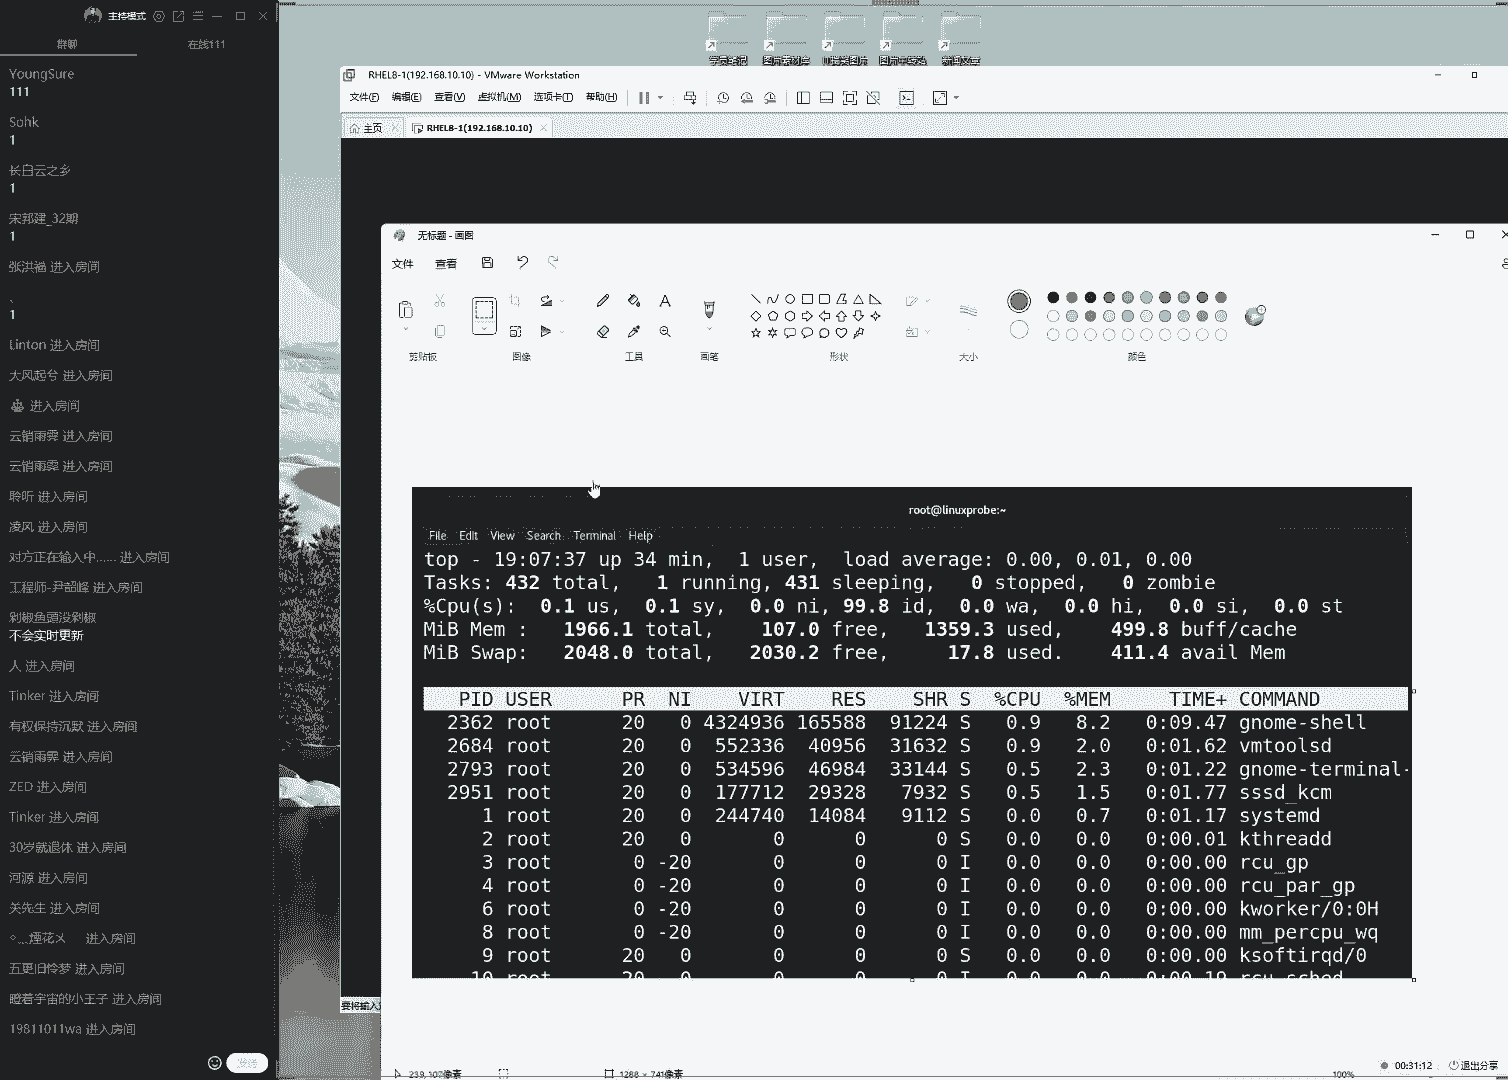 主持模式
群聊 在线111
YoungSure
111
Sohk
1
长白云之乡
1
宋邦建_32期
1
张洪福 进入房间
、
1
Linton 进入房间
大风起兮 进入房间
进入房间
云销雨霁 进入房间
云销雨霁 进入房间
聆听 进入房间
凌风 进入房间
对方正在输入中...... 进入房间
工程师-尹韶峰 进入房间
剁椒鱼头没剁椒
不会实时更新
人 进入房间
Tinker 进入房间
有权保持沉默 进入房间
云销雨霁 进入房间
ZED 进入房间
Tinker 进入房间
30岁就退休 进入房间
河源 进入房间
关先生 进入房间
进入房间
五更旧怜梦 进入房间
瞪着宇宙的小王子 进入房间
19811011wa 进入房间
发送
RHEL8-1(192.168.10.10) - VMware Workstation
文件(F) 编辑(E) 查看(V) 虚拟机(M) 选项卡(T) 帮助(H)
主页 RHEL8-1(192.168.10.10)
无标题 - 画图
文件 查看
剪贴板 图像 工具 画笔 形状 大小 颜色
root@linuxprobe:~
File Edit View Search Terminal Help
top - 19:07:37 up 34 min, 1 user, load average: 0.00, 0.01, 0.00
Tasks: 432 total, 1 running, 431 sleeping, 0 stopped, 0 zombie
%Cpu(s): 0.1 us, 0.1 sy, 0.0 ni, 99.8 id, 0.0 wa, 0.0 hi, 0.0 si, 0.0 st
MiB Mem : 1966.1 total, 107.0 free, 1359.3 used, 499.8 buff/cache
MiB Swap: 2048.0 total, 2030.2 free, 17.8 used. 411.4 avail Mem
PID USER PR NI VIRT RES SHR S %CPU %MEM TIME+ COMMAND
2362 root 20 0 4324936 165588 91224 S 0.9 8.2 0:09.47 gnome-shell
2684 root 20 0 552336 40956 31632 S 0.9 2.0 0:01.62 vmtoolsd
2793 root 20 0 534596 46984 33144 S 0.5 2.3 0:01.22 gnome-terminal-
2951 root 20 0 177712 29328 7932 S 0.5 1.5 0:01.77 sssd_kcm
1 root 20 0 244740 14084 9112 S 0.0 0.7 0:01.17 systemd
2 root 20 0 0 0 0 S 0.0 0.0 0:00.01 kthreadd
3 root 0 -20 0 0 0 I 0.0 0.0 0:00.00 rcu_gp
4 root 0 -20 0 0 0 I 0.0 0.0 0:00.00 rcu_par_gp
6 root 0 -20 0 0 0 I 0.0 0.0 0:00.00 kworker/0:0H
8 root 0 -20 0 0 0 I 0.0 0.0 0:00.00 mm_percpu_wq
9 root 20 0 0 0 0 S 0.0 0.0 0:00.00 ksoftirqd/0
10 root 20 0 0 0 0 I 0.0 0.0 0:00.19 rcu_sched
要将输入
239, 107像素 1288 × 741像素 100%
00:31:12 退出分享